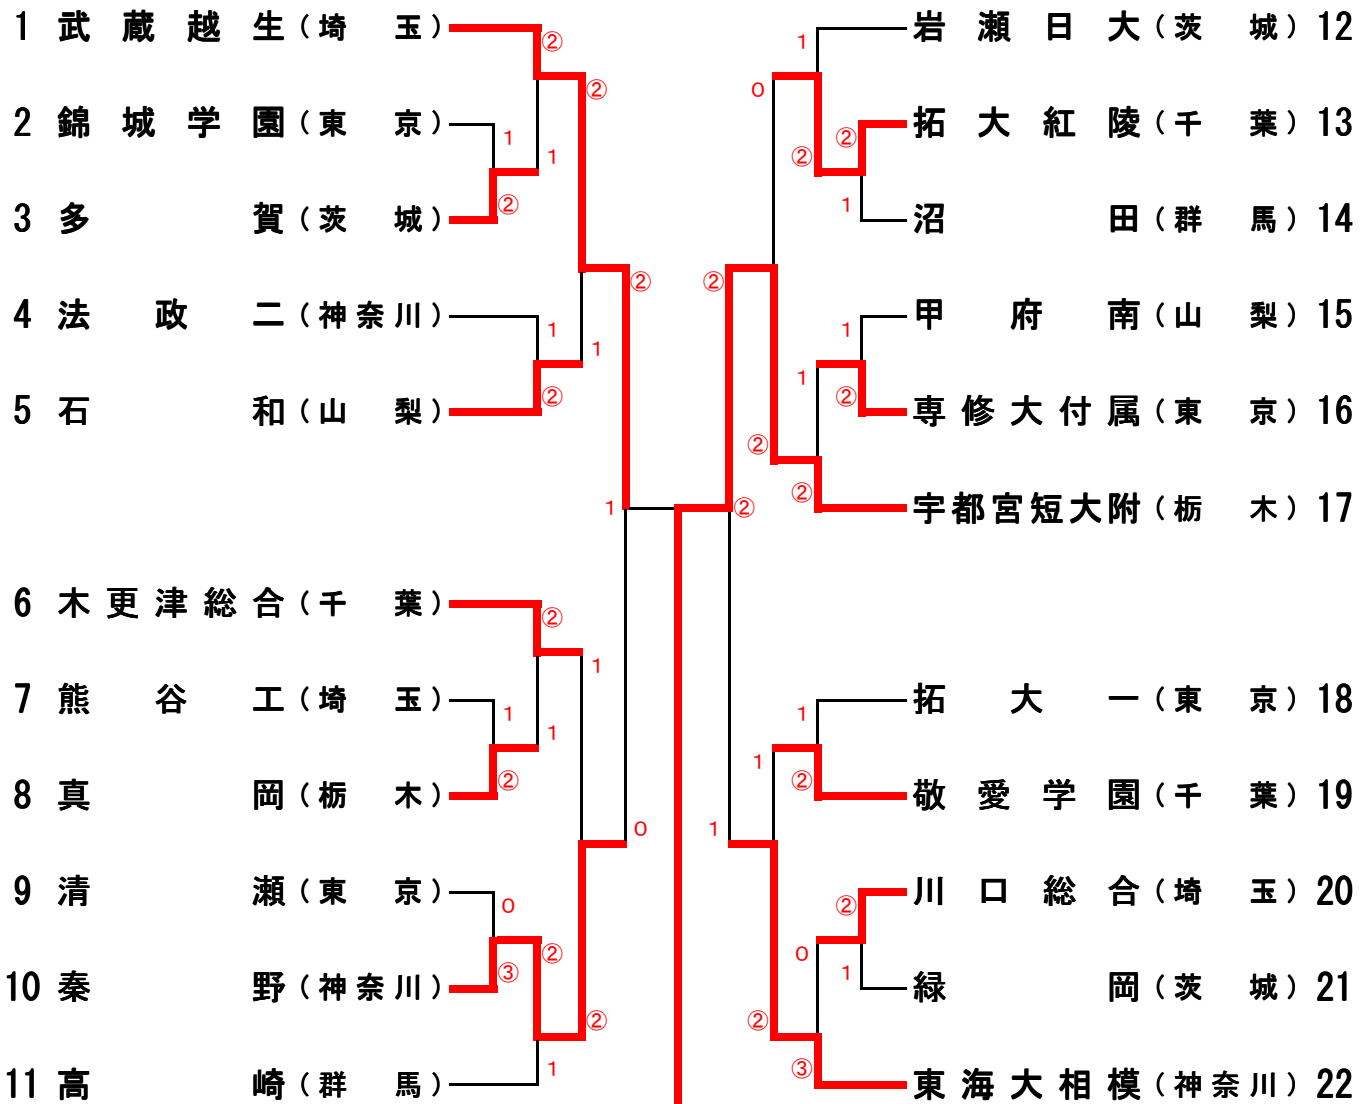 1 武蔵越生（埼玉）
②
②
2 錦城学園（東京）
1
1
3 多賀（茨城）
②
②
4 法政二（神奈川）
1
1
5 石和（山梨）
②
1
6 木更津総合（千葉）
②
1
7 熊谷工（埼玉）
1
1
8 真岡（栃木）
②
0
9 清瀬（東京）
0
②
10 秦野（神奈川）
③
②
11 高崎（群馬）
1
岩瀬日大（茨城）12
1
0
拓大紅陵（千葉）13
②
②
沼田（群馬）14
1
②
甲府南（山梨）15
1
1
専修大付属（東京）16
②
②
宇都宮短大附（栃木）17
②
②
拓大一（東京）18
1
1
敬愛学園（千葉）19
②
1
川口総合（埼玉）20
②
0
緑岡（茨城）21
1
②
東海大相模（神奈川）22
③